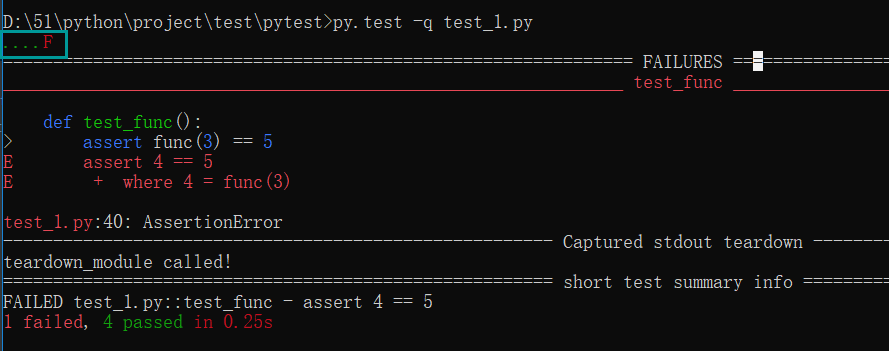 D:\51\python\project\test\pytest>py.test -q test_1.py
....F
================================================================== FAILURES ==================
______________________________________________________________ test_func ________________
    def test_func():
>       assert func(3) == 5
E       assert 4 == 5
E        +  where 4 = func(3)
test_1.py:40: AssertionError
------------------------------------------------------- Captured stdout teardown --------
teardown_module called!
======================================================= short test summary info =========
FAILED test_1.py::test_func - assert 4 == 5
1 failed, 4 passed in 0.25s